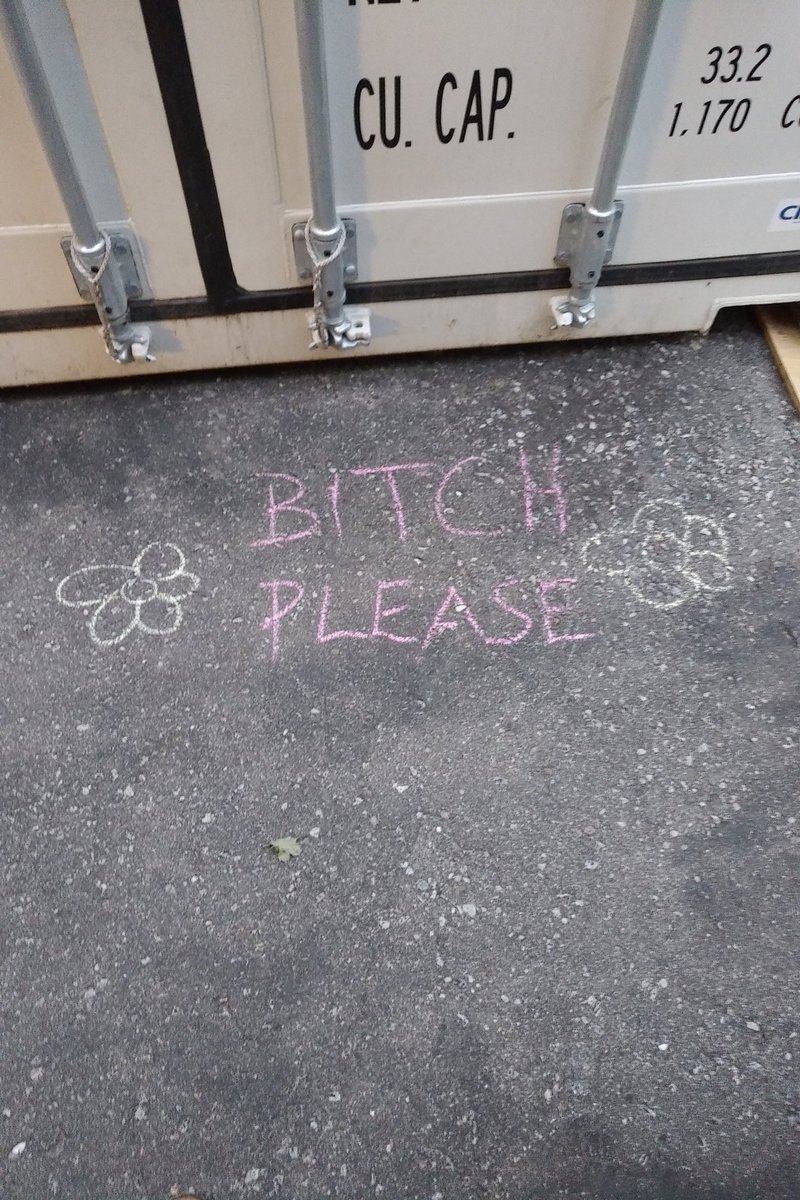 CU. CAP.
33.2
1,170
BITCH
PLEASE